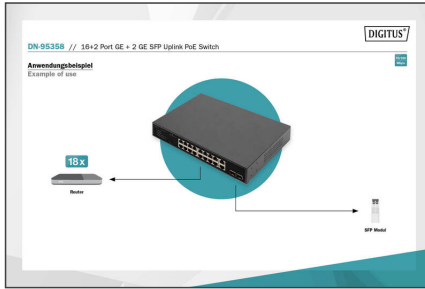 DIGITUS®
DN-95358 // 16+2 Port GE + 2 GE SFP Uplink PoE Switch
Anwendungsbeispiel
Example of use
18x
Router
SFP Modul